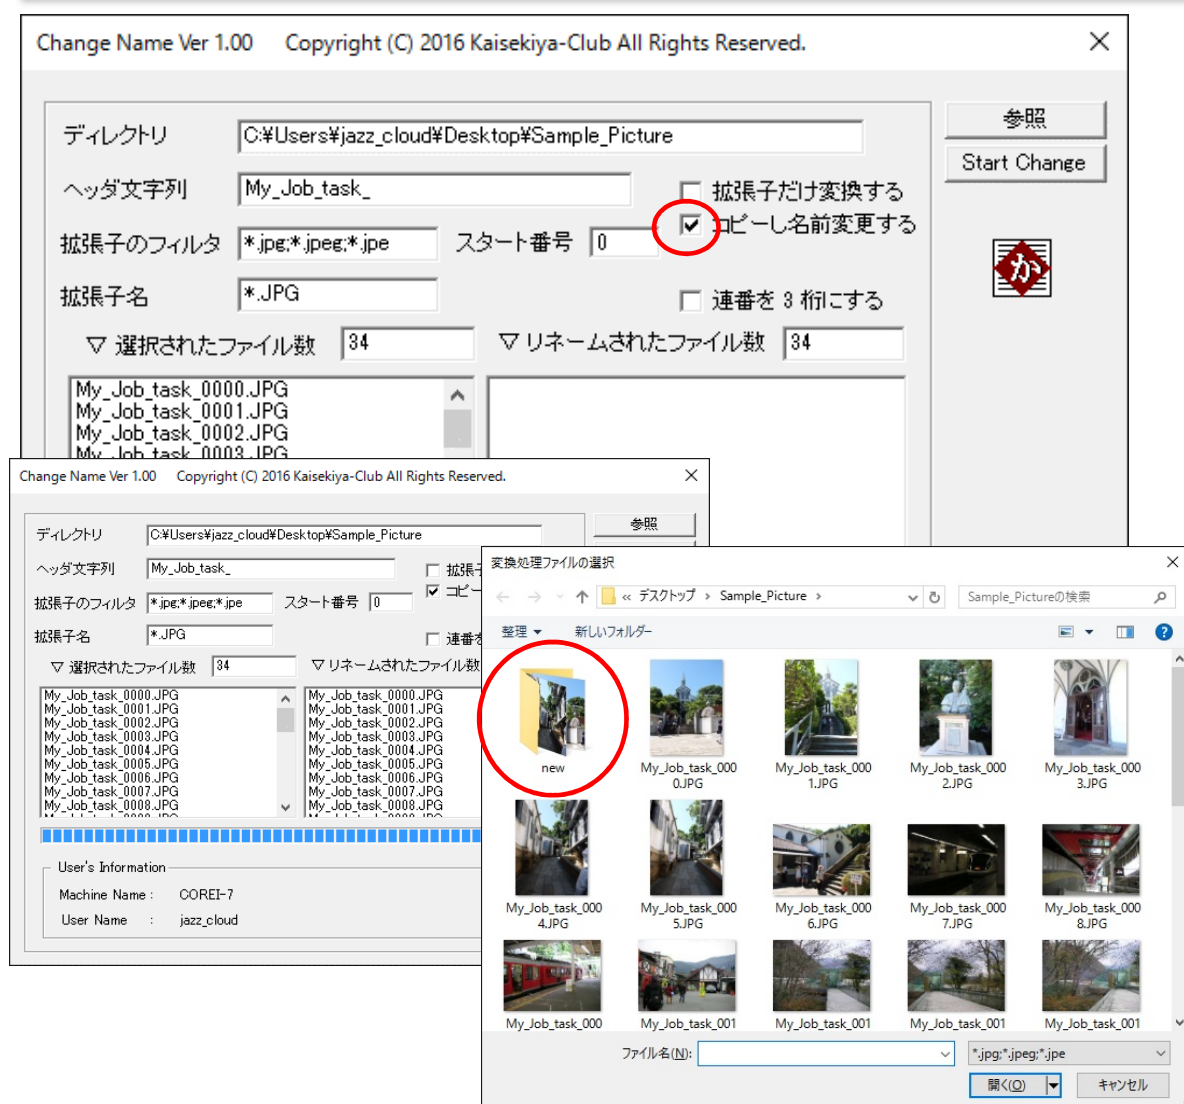 Change Name Ver 1.00 Copyright (C) 2016 Kaisekiya-Club All Rights Reserved.
ディレクトリ C:¥Users¥jazz_cloud¥Desktop¥Sample_Picture
参照
Start Change
ヘッダ文字列 My_Job_task_
拡張子だけ変換する
コピーし名前変更する
拡張子のフィルタ *.jpg;*.jpeg;*.jpe スタート番号 0
か
拡張子名 *.JPG
連番を 3 桁にする
▽ 選択されたファイル数 34 ▽ リネームされたファイル数 34
My_Job_task_0000.JPG
My_Job_task_0001.JPG
My_Job_task_0002.JPG
My_Job_task_0003.JPG
Change Name Ver 1.00 Copyright (C) 2016 Kaisekiya-Club All Rights Reserved.
ディレクトリ C:¥Users¥jazz_cloud¥Desktop¥Sample_Picture
参照
ヘッダ文字列 My_Job_task_
拡張子
コピー
拡張子のフィルタ *.jpg;*.jpeg;*.jpe スタート番号 0
拡張子名 *.JPG
連番を
▽ 選択されたファイル数 34 ▽ リネームされたファイル数
My_Job_task_0000.JPG
My_Job_task_0001.JPG
My_Job_task_0002.JPG
My_Job_task_0003.JPG
My_Job_task_0004.JPG
My_Job_task_0005.JPG
My_Job_task_0006.JPG
My_Job_task_0007.JPG
My_Job_task_0008.JPG
My_Job_task_0000.JPG
My_Job_task_0001.JPG
My_Job_task_0002.JPG
My_Job_task_0003.JPG
My_Job_task_0004.JPG
My_Job_task_0005.JPG
My_Job_task_0006.JPG
My_Job_task_0007.JPG
My_Job_task_0008.JPG
User's Information
Machine Name : COREI-7
User Name : jazz_cloud
変換処理ファイルの選択
« デスクトップ › Sample_Picture ›
Sample_Pictureの検索
整理 新しいフォルダー
new
My_Job_task_000
0.JPG
My_Job_task_000
1.JPG
My_Job_task_000
2.JPG
My_Job_task_000
3.JPG
My_Job_task_000
4.JPG
My_Job_task_000
5.JPG
My_Job_task_000
6.JPG
My_Job_task_000
7.JPG
My_Job_task_000
8.JPG
My_Job_task_000
My_Job_task_001
My_Job_task_001
My_Job_task_001
My_Job_task_001
ファイル名(N):
*.jpg;*.jpeg;*.jpe
開く(O)
キャンセル